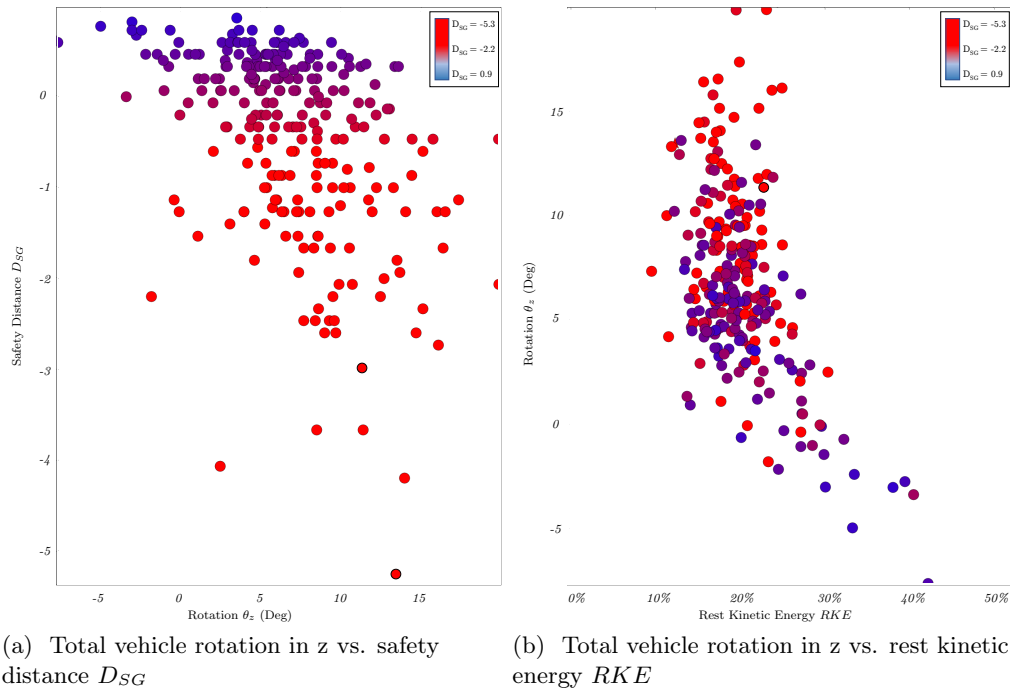 D_SG = -5.3
D_SG = -2.2
D_SG = 0.9
0
-1
-2
-3
-4
-5
Safety Distance D_SG
-5
0
5
10
15
Rotation θ_z (Deg)
D_SG = -5.3
D_SG = -2.2
D_SG = 0.9
15
10
5
0
-5
Rotation θ_z (Deg)
0%
10%
20%
30%
40%
50%
Rest Kinetic Energy RKE
(a) Total vehicle rotation in z vs. safety
distance D_SG
(b) Total vehicle rotation in z vs. rest kinetic
energy RKE